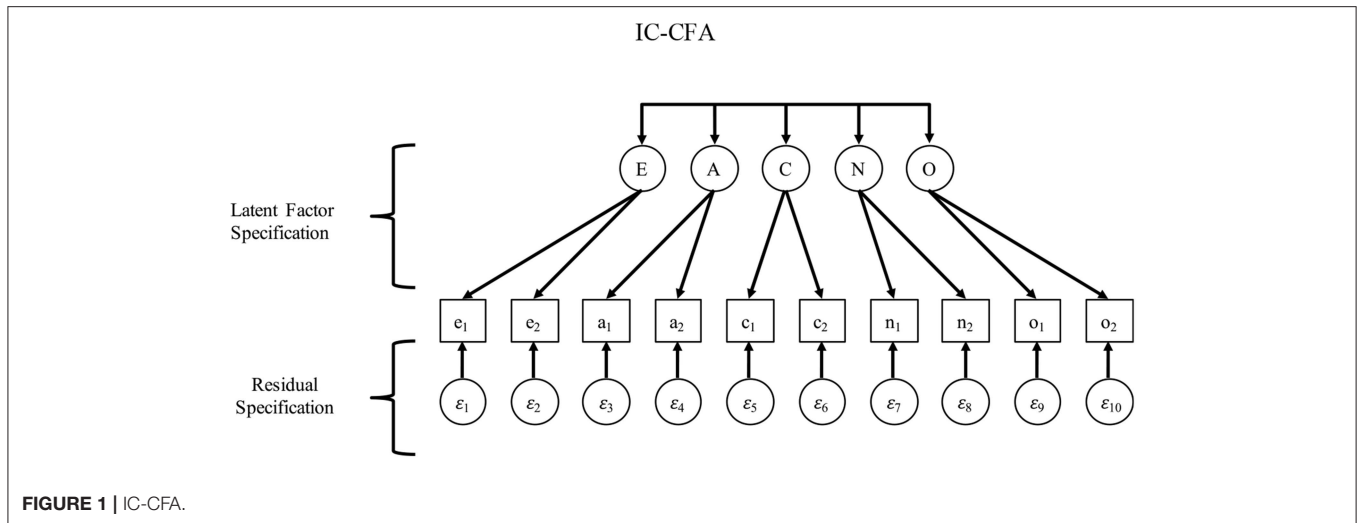 IC-CFA
E A C N O
Latent Factor
Specification
e₁ e₂ a₁ a₂ c₁ c₂ n₁ n₂ o₁ o₂
Residual
Specification
ε₁ ε₂ ε₃ ε₄ ε₅ ε₆ ε₇ ε₈ ε₉ ε₁₀
FIGURE 1 | IC-CFA.